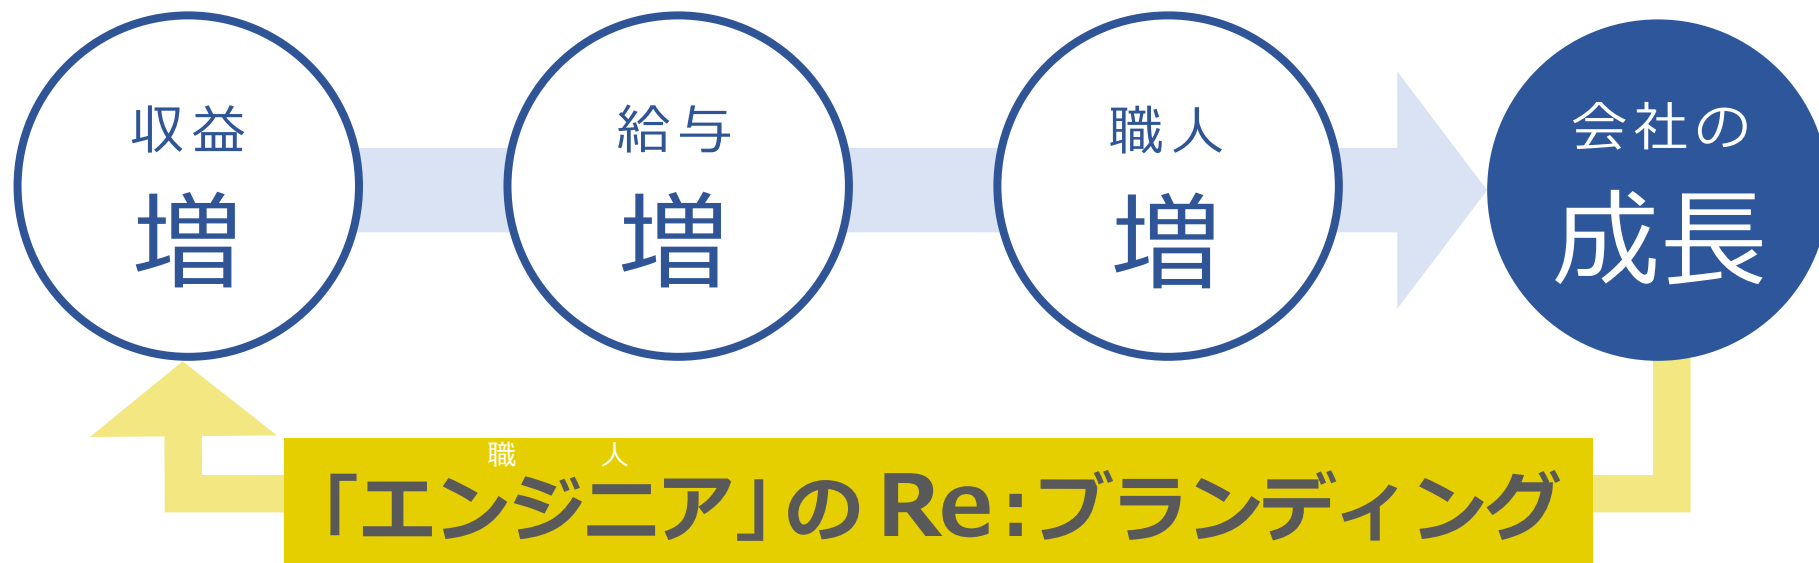 収益
増
給与
増
職人
増
会社の
成長
職人
「エンジニア」のRe:ブランディング